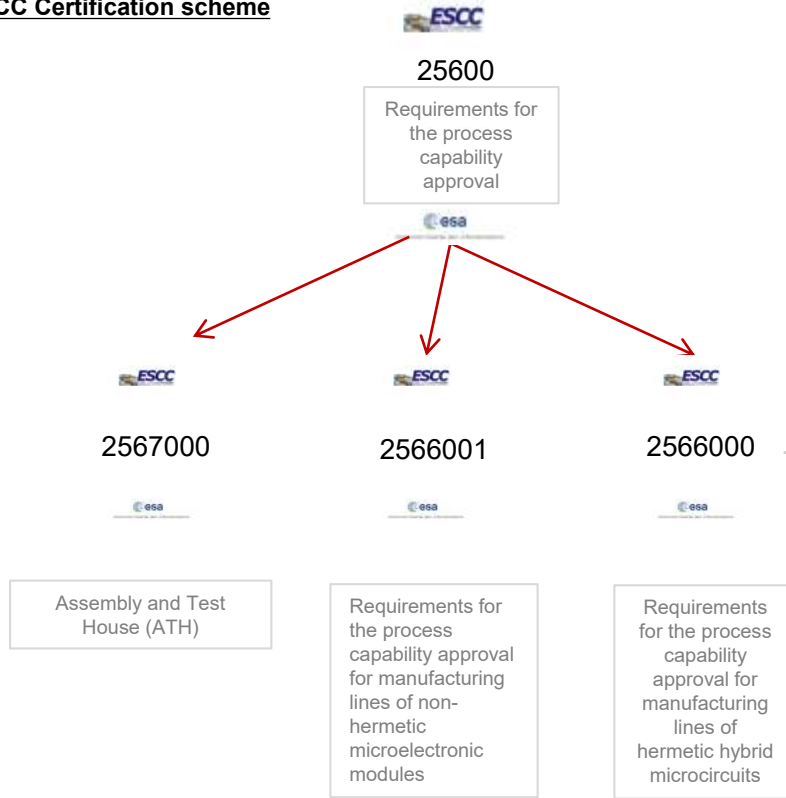 CC Certification scheme
ESCC
25600
Requirements for
the process
capability
approval
esa
ESCC
ESCC
ESCC
2567000
2566001
2566000
esa
esa
esa
Assembly and Test
House (ATH)
Requirements for
the process
capability approval
for manufacturing
lines of non-
hermetic
microelectronic
modules
Requirements
for the process
capability
approval for
manufacturing
lines of
hermetic hybrid
microcircuits